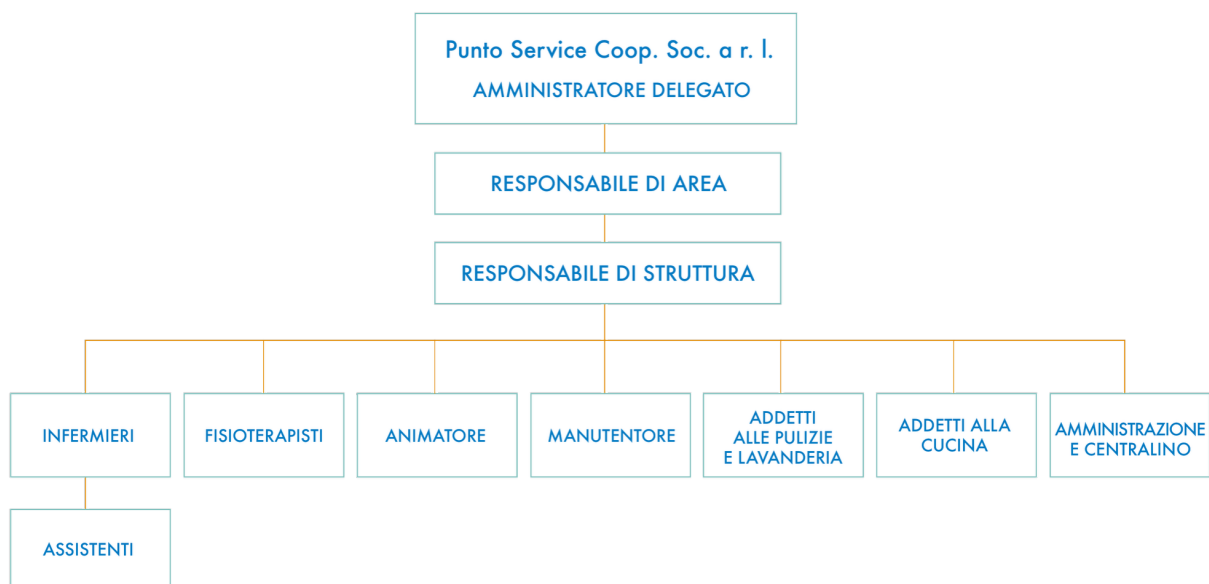 Punto Service Coop. Soc. a r. l.
AMMINISTRATORE DELEGATO
RESPONSABILE DI AREA
RESPONSABILE DI STRUTTURA
INFERMIERI
FISIOTERAPISTI
ANIMATORE
MANUTENTORE
ADDETTI
ALLE PULIZIE
E LAVANDERIA
ADDETTI ALLA
CUCINA
AMMINISTRAZIONE
E CENTRALINO
ASSISTENTI